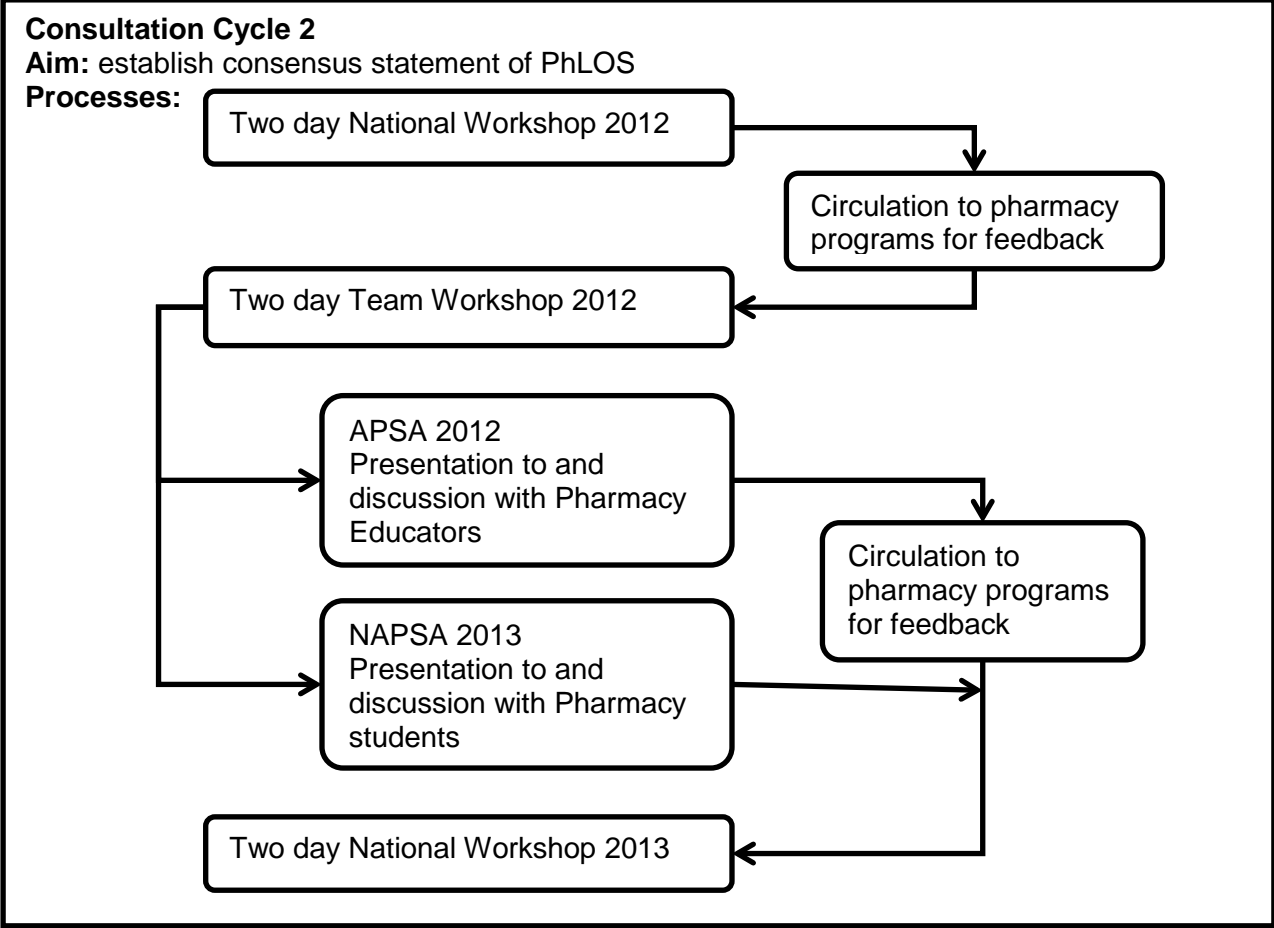 Consultation Cycle 2
Aim: establish consensus statement of PhLOS
Processes:
Two day National Workshop 2012
Circulation to pharmacy
programs for feedback
Two day Team Workshop 2012
APSA 2012
Presentation to and
discussion with Pharmacy
Educators
Circulation to
pharmacy programs
for feedback
NAPSA 2013
Presentation to and
discussion with Pharmacy
students
Two day National Workshop 2013